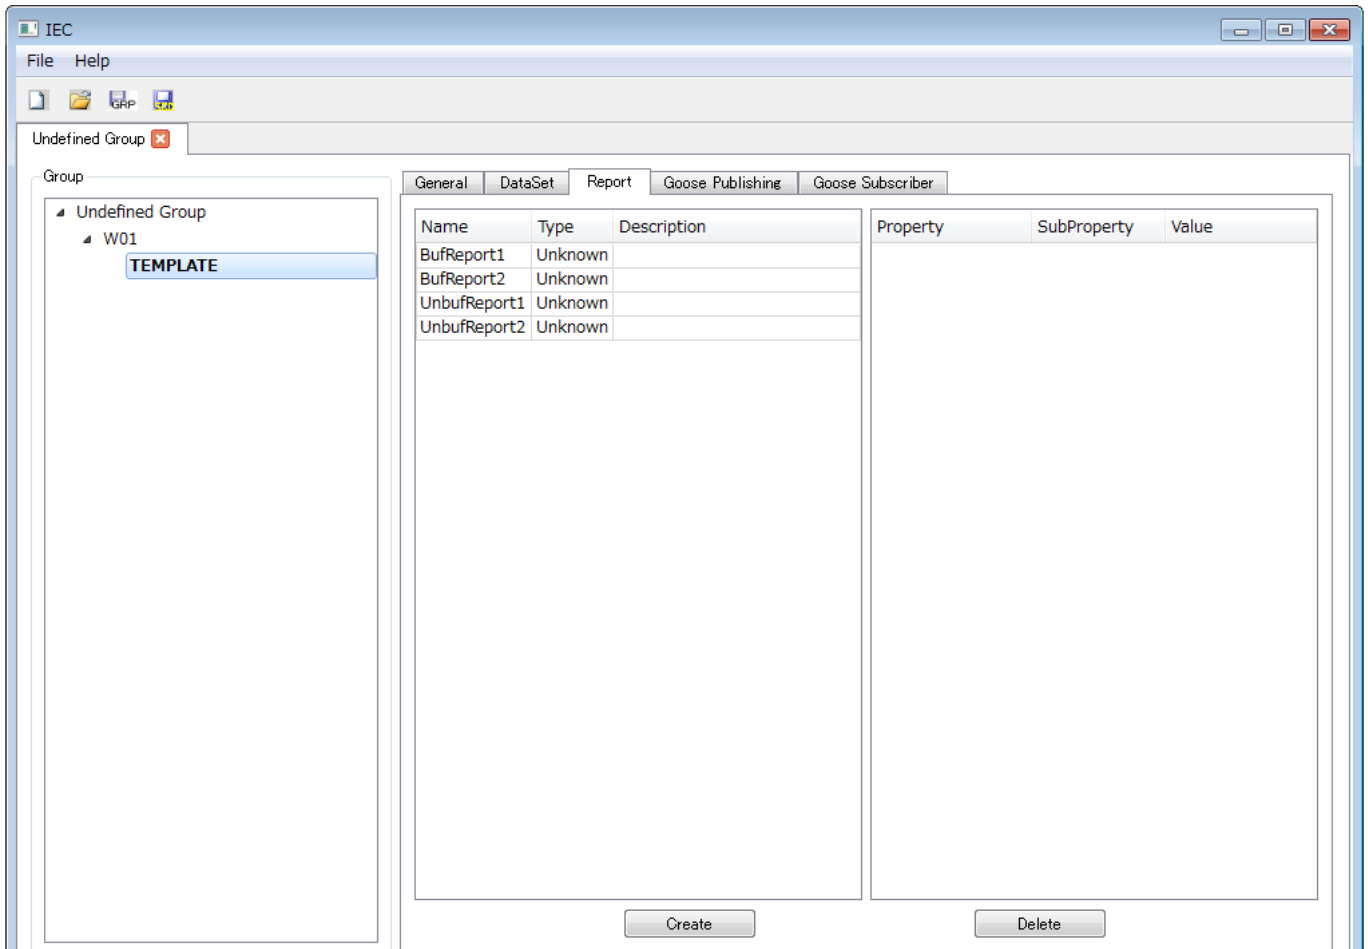 IEC
File Help
GRP
Undefined Group
Group
Undefined Group
W01
TEMPLATE
General DataSet Report Goose Publishing Goose Subscriber
Name Type Description
BufReport1 Unknown
BufReport2 Unknown
UnbufReport1 Unknown
UnbufReport2 Unknown
Property SubProperty Value
Create Delete